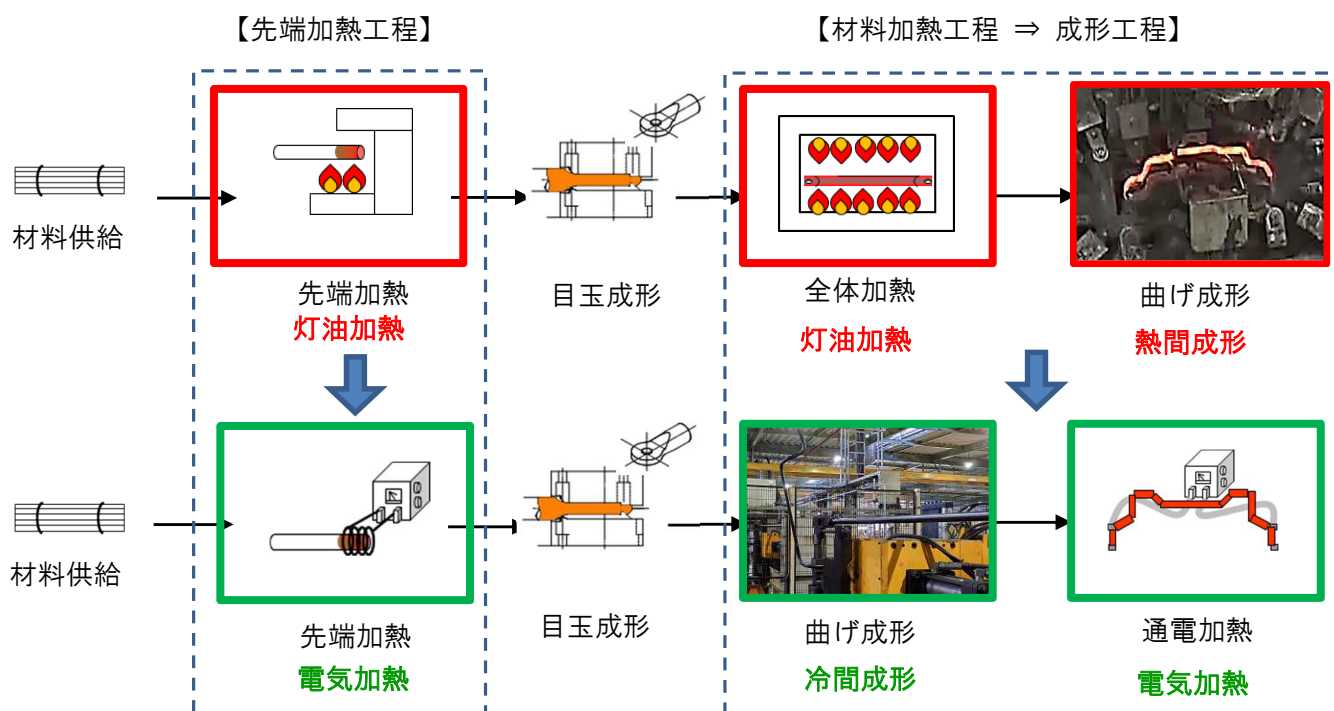 【先端加熱工程】
【材料加熱工程 ⇒ 成形工程】
材料供給
先端加熱
灯油加熱
目玉成形
全体加熱
灯油加熱
曲げ成形
熱間成形
材料供給
先端加熱
電気加熱
目玉成形
曲げ成形
冷間成形
通電加熱
電気加熱